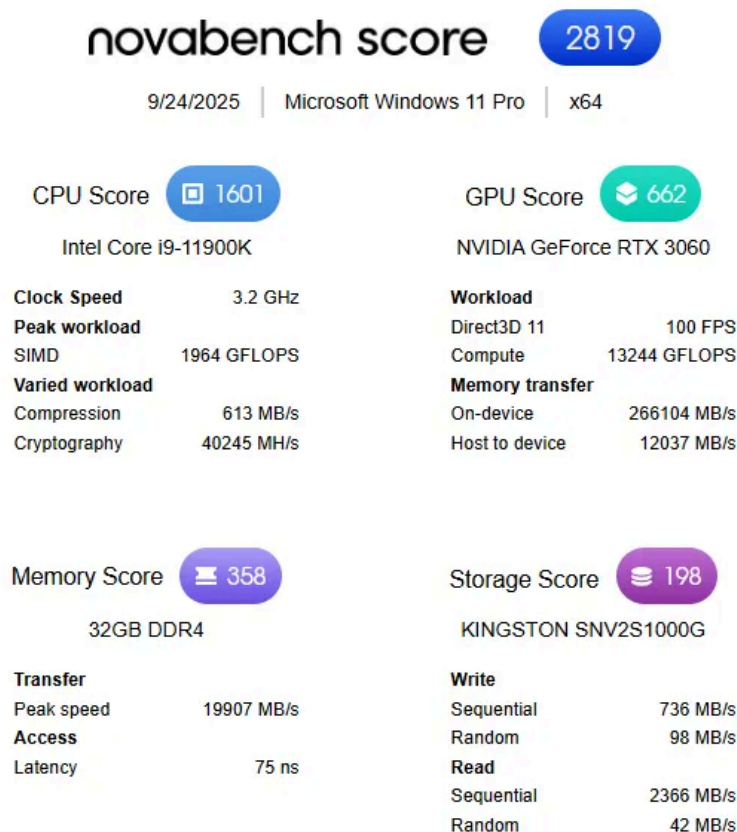 novabench score 2819
9/24/2025 Microsoft Windows 11 Pro x64
CPU Score 1601
Intel Core i9-11900K
Clock Speed 3.2 GHz
Peak workload
SIMD 1964 GFLOPS
Varied workload
Compression 613 MB/s
Cryptography 40245 MH/s
GPU Score 662
NVIDIA GeForce RTX 3060
Workload
Direct3D 11 100 FPS
Compute 13244 GFLOPS
Memory transfer
On-device 266104 MB/s
Host to device 12037 MB/s
Memory Score 358
32GB DDR4
Transfer
Peak speed 19907 MB/s
Access
Latency 75 ns
Storage Score 198
KINGSTON SNV2S1000G
Write
Sequential 736 MB/s
Random 98 MB/s
Read
Sequential 2366 MB/s
Random 42 MB/s